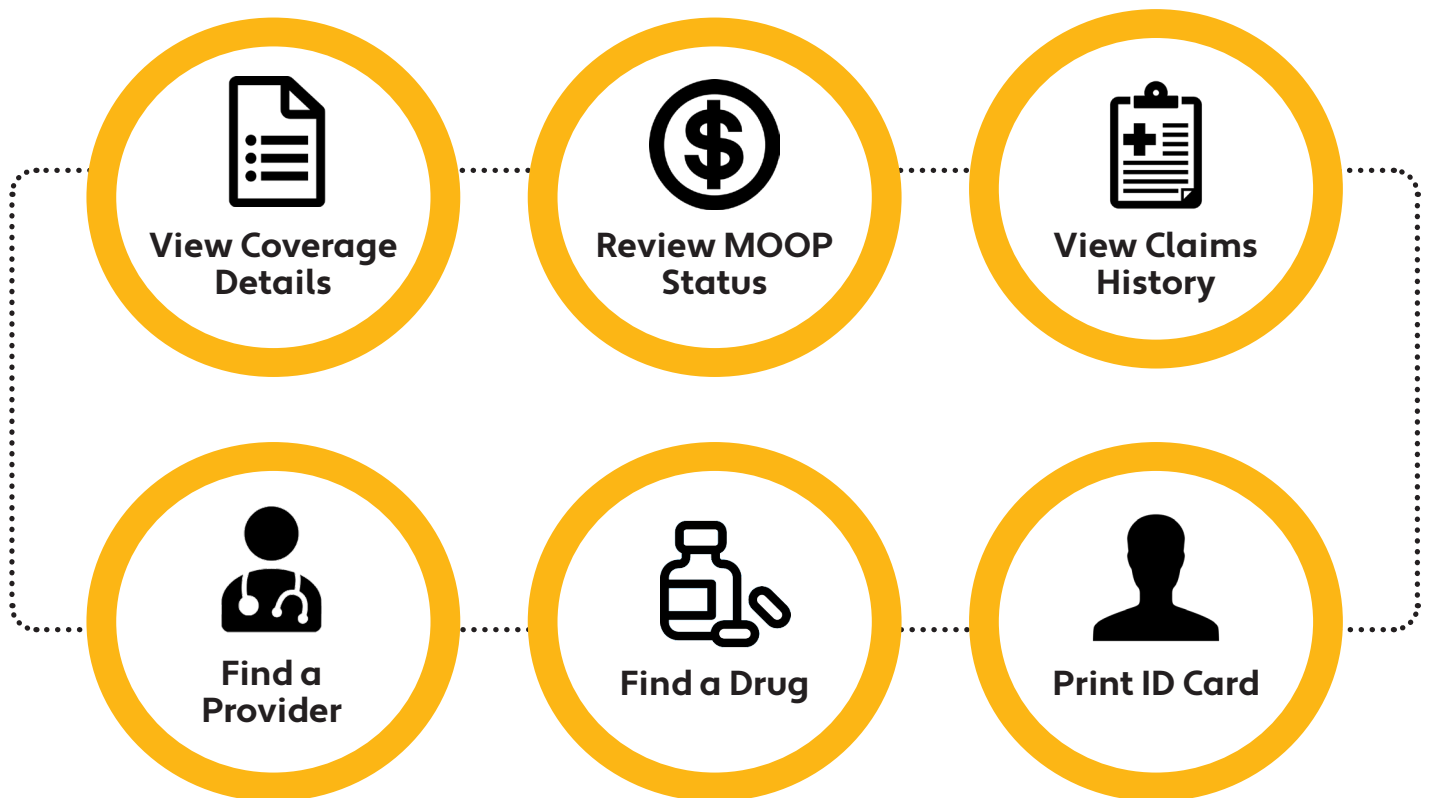 View Coverage
Details
Review MOOP
Status
View Claims
History
Find a
Provider
Find a Drug
Print ID Card